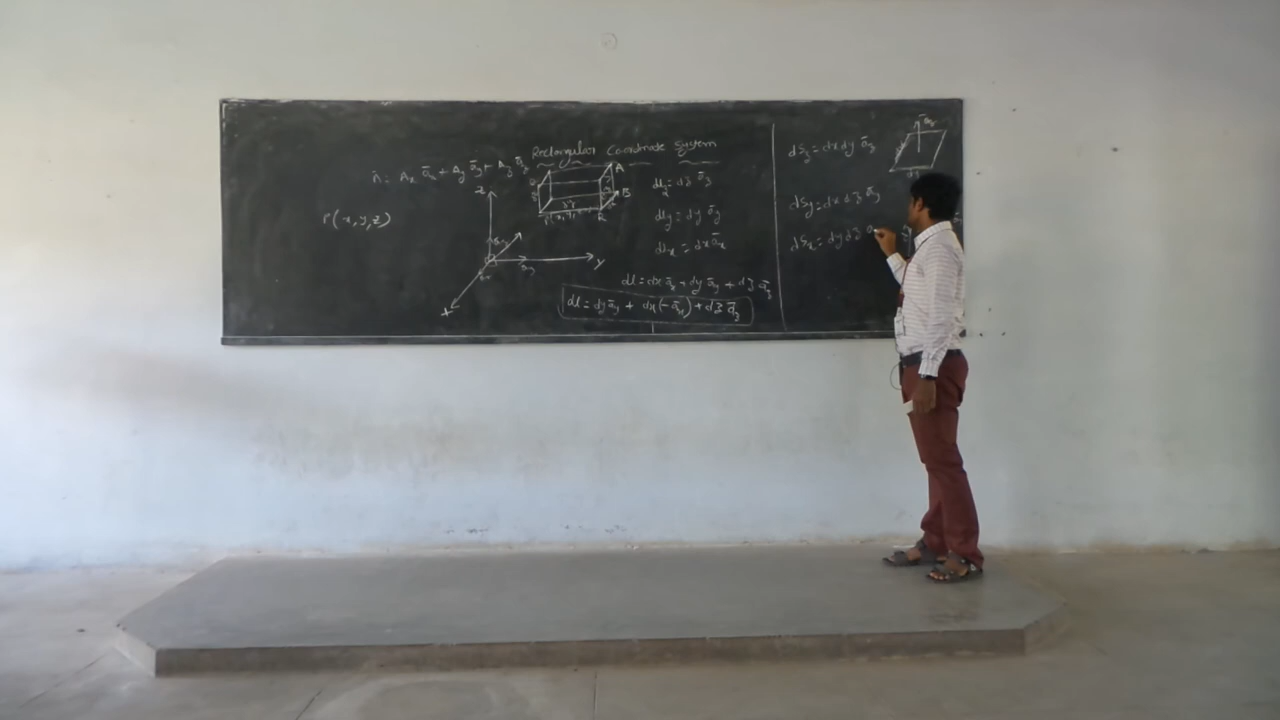 Rectangular Coordinate System
Ā = Ax āx + Ay āy + Az āz
P(x, y, z)
z
y
x
A
B
R
dlz = dz āz
dly = dy āy
dlx = dx āx
dl = dx āx + dy āy + dz āz
dl = dy āy + dx(-āx) + dz āz
dSz = dx dy āz
dSy = dx dz āy
dSx = dy dz
āz
dy